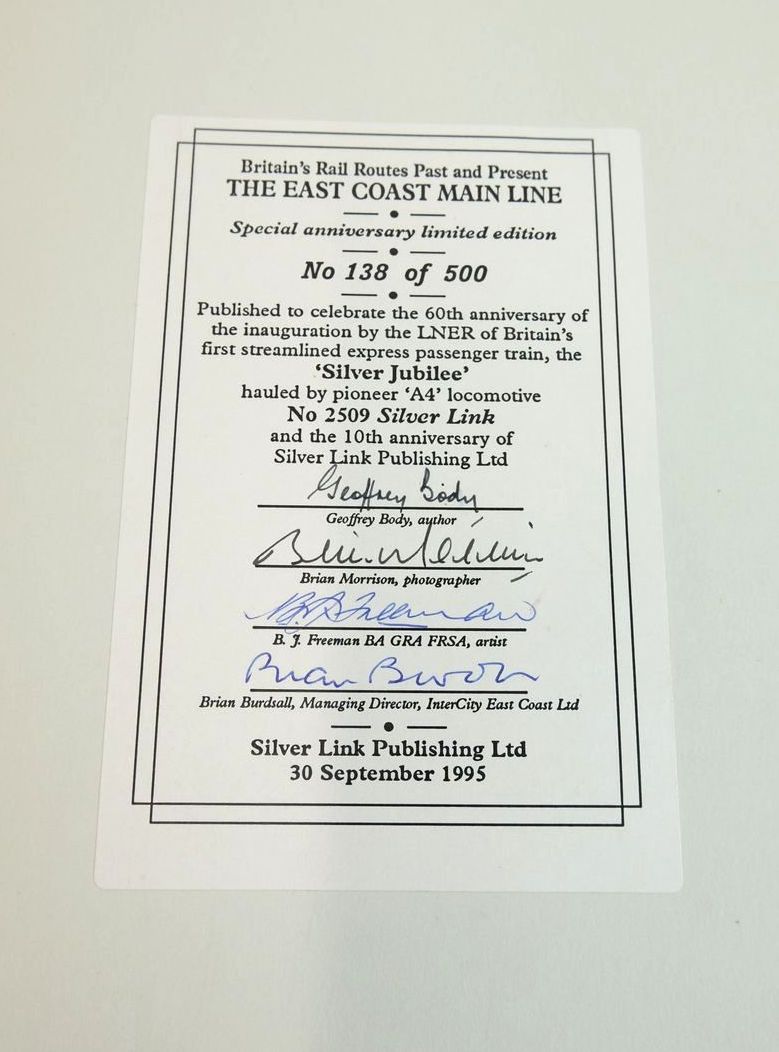 Britain's Rail Routes Past and Present
THE EAST COAST MAIN LINE
Special anniversary limited edition
No 138 of 500
Published to celebrate the 60th anniversary of
the inauguration by the LNER of Britain's
first streamlined express passenger train, the
'Silver Jubilee'
hauled by pioneer 'A4' locomotive
No 2509 Silver Link
and the 10th anniversary of
Silver Link Publishing Ltd
Geoffrey Body
Geoffrey Body, author
Brian Morrison, photographer
B. J. Freeman
B. J. Freeman BA GRA FRSA, artist
Brian
Brian Burdsall, Managing Director, InterCity East Coast Ltd
Silver Link Publishing Ltd
30 September 1995